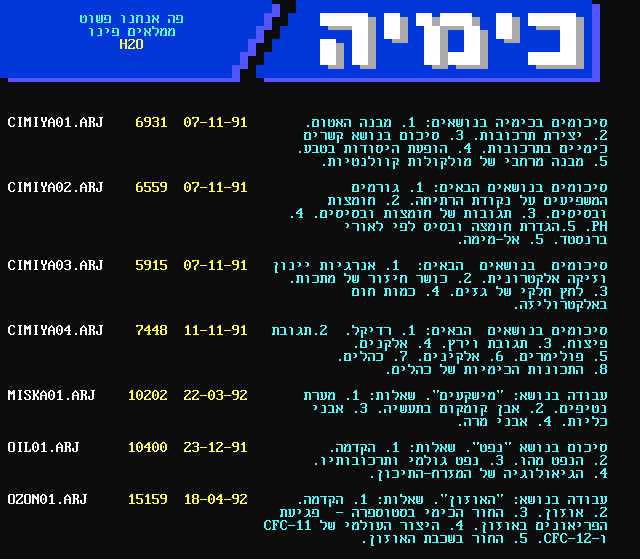 פה אנחנו פשוט
ממלאים פינו
H2O
כימיה
CIMIYA01.ARJ 6931 07-11-91 סיכומים בכימיה בנושאים: 1. מבנה האטום.
2. יצירת תרכובות. 3. סיכום בנושא קשרים
כימיים בתרכובות. 4. הופעת היסודות בטבע.
5. מבנה מרחבי של מולקולות קוולנטיות.
CIMIYA02.ARJ 6559 07-11-91 סיכומים בנושאים הבאים: 1. גורמים
המשפיעים על נקודת הרתיחה. 2. חומצות
ובסיסים. 3. תגובות של חומצות ובסיסים. 4.
PH. 5.הגדרת חומצה ובסיס לפי לאורי
ברנסטד. 5. אל-מימה.
CIMIYA03.ARJ 5915 07-11-91 סיכומים בנושאים הבאים: 1. אנרגיות יינון
וזיקה אלקטרונית. 2. כושר חיזור של מתכות.
3. לחץ חלקי של גזים. 4. כמות חום
באלקטרוליזה.
CIMIYA04.ARJ 7448 11-11-91 סיכומים בנושאים הבאים: 1. רדיקל. 2.תגובת
פיצוח. 3. תגובת וירץ. 4. אלקנים.
5. פולימרים. 6. אלקינים. 7. כהלים.
8. התכונות הכימיות של כהלים.
MISKA01.ARJ 10202 22-03-92 עבודה בנושא: "מישקעים". שאלות: 1. מערת
נטיפים. 2. אבן קומקום בתעשיה. 3. אבני
כליות. 4. אבני מרה.
OIL01.ARJ 10400 23-12-91 סיכום בנושא "נפט". שאלות: 1. הקדמה.
2. הנפט מהו. 3. נפט גולמי ותרכובותיו.
4. הגיאולוגיה של המזרח-התיכון.
OZON01.ARJ 15159 18-04-92 עבודה בנושא: "האוזון". שאלות: 1. הקדמה.
2. אוזון. 3. החור הכימי בסטוספרה - פגיעת
הפריאונים באוזון. 4. היצור העולמי של CFC-11
ו-CFC-12. 5. החור בשכבת האוזון.